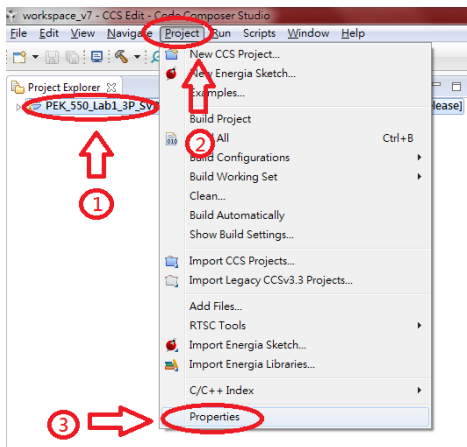 workspace_v7 - CCS Edit - Code Composer Studio
File Edit View Navigate Project Run Scripts Window Help
New CCS Project...
Project Explorer
New Energia Sketch...
Examples...
PEK_550_Lab1_3P_SV
lease]
Build Project
2
All Ctrl+B
Build Configurations
1
Build Working Set
Clean...
Build Automatically
Show Build Settings...
Import CCS Projects...
Import Legacy CCSv3.3 Projects...
Add Files...
RTSC Tools
Import Energia Sketch...
Import Energia Libraries...
C/C++ Index
3
Properties